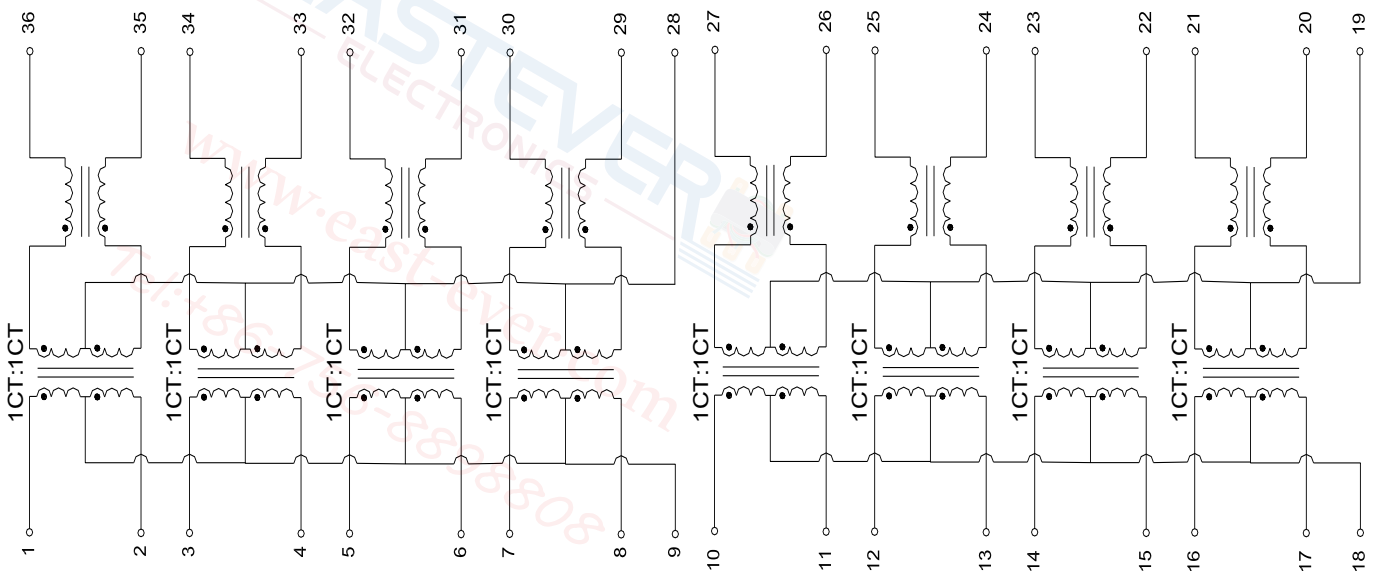 36 35 34 33 32 31 30 29 28 27 26 25 24 23 22 21 20 19
EASTEVER
ELECTRONICS
www.east-ever.com
Tel:+86-756-8898808
1CT:1CT 1CT:1CT 1CT:1CT 1CT:1CT 1CT:1CT 1CT:1CT 1CT:1CT 1CT:1CT
1 2 3 4 5 6 7 8 9 10 11 12 13 14 15 16 17 18